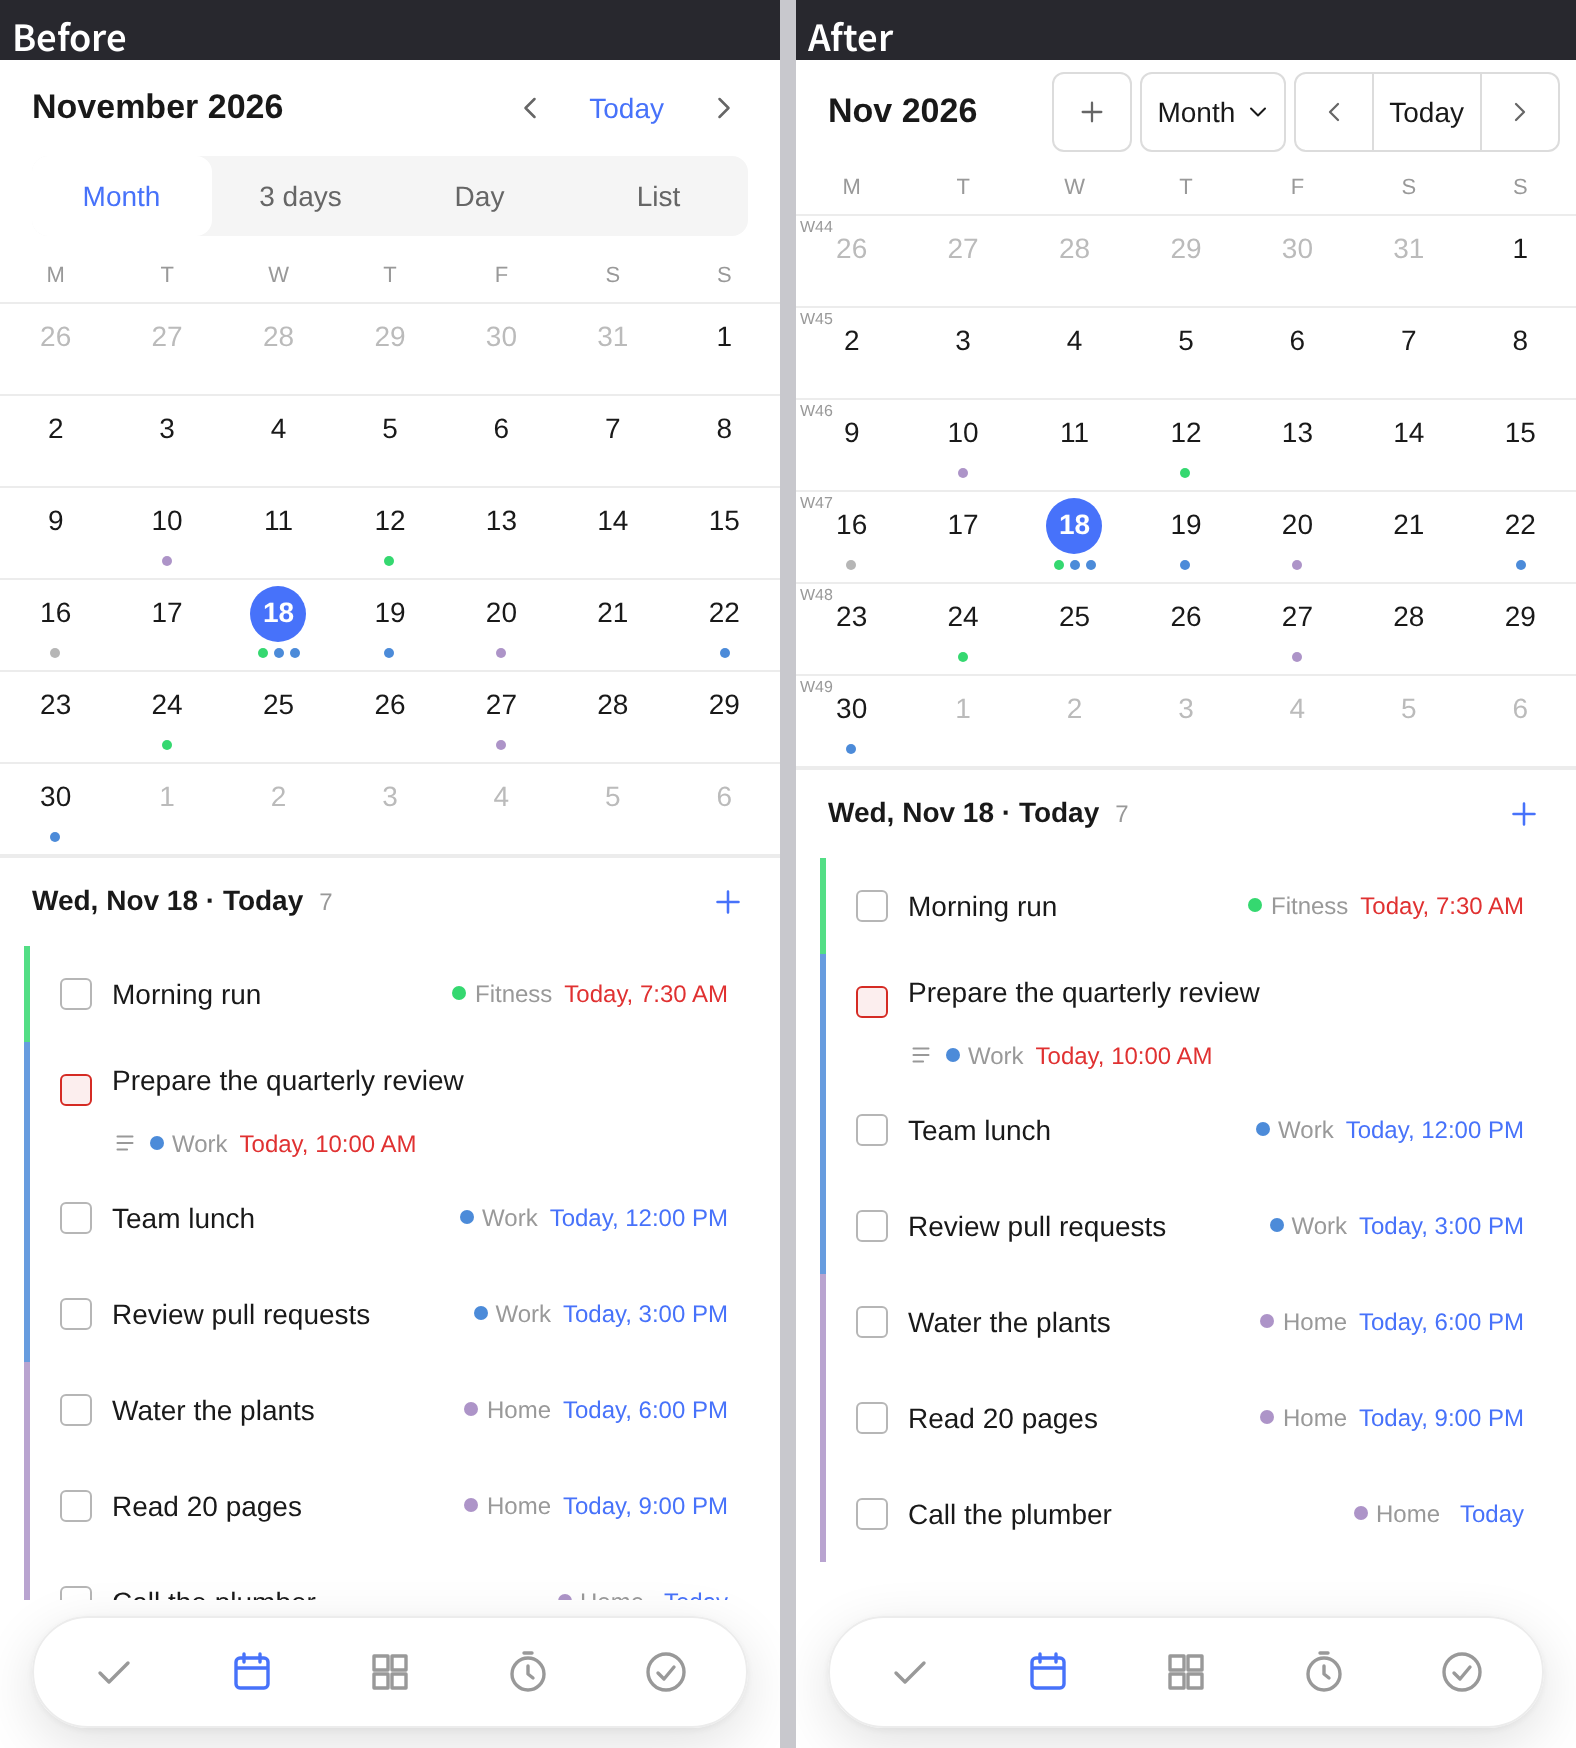 Before
November 2026
Today
Month 3 days Day List
M T W T F S S
26 27 28 29 30 31 1
2 3 4 5 6 7 8
9 10 11 12 13 14 15
16 17 18 19 20 21 22
23 24 25 26 27 28 29
30 1 2 3 4 5 6
Wed, Nov 18 · Today 7
Morning run Fitness Today, 7:30 AM
Prepare the quarterly review
Work Today, 10:00 AM
Team lunch Work Today, 12:00 PM
Review pull requests Work Today, 3:00 PM
Water the plants Home Today, 6:00 PM
Read 20 pages Home Today, 9:00 PM
Call the plumber Home Today
After
Nov 2026
Month Today
M T W T F S S
W44 26 27 28 29 30 31 1
W45 2 3 4 5 6 7 8
W46 9 10 11 12 13 14 15
W47 16 17 18 19 20 21 22
W48 23 24 25 26 27 28 29
W49 30 1 2 3 4 5 6
Wed, Nov 18 · Today 7
Morning run Fitness Today, 7:30 AM
Prepare the quarterly review
Work Today, 10:00 AM
Team lunch Work Today, 12:00 PM
Review pull requests Work Today, 3:00 PM
Water the plants Home Today, 6:00 PM
Read 20 pages Home Today, 9:00 PM
Call the plumber Home Today